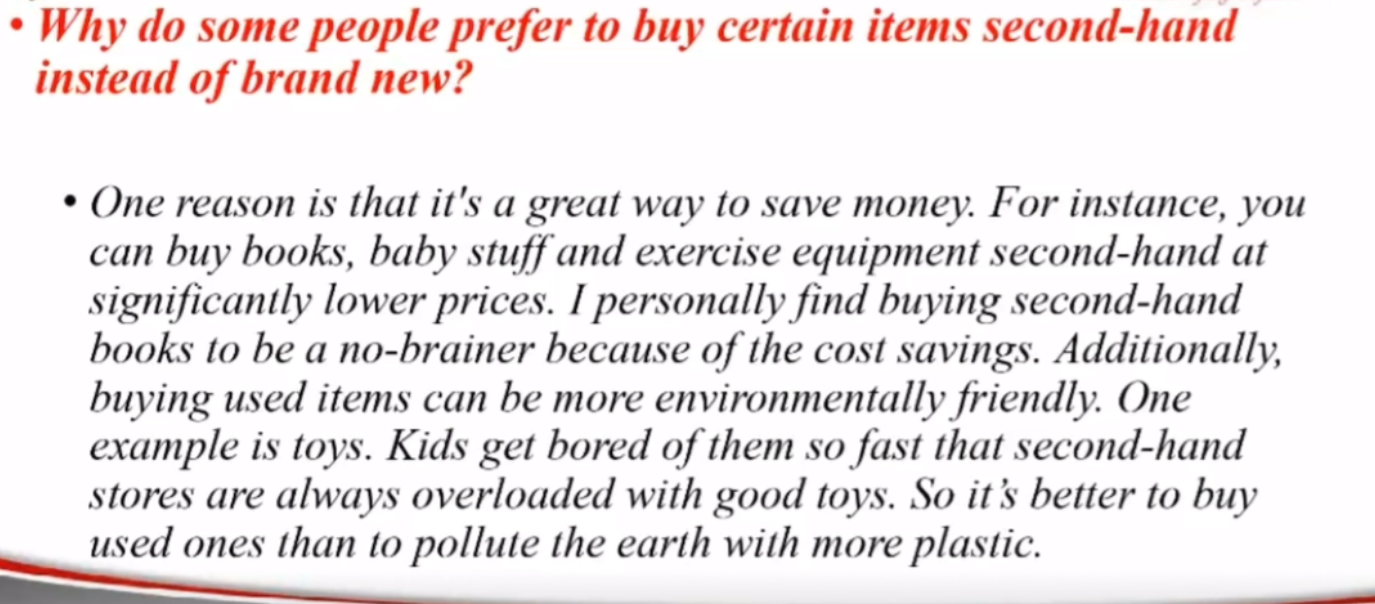 • Why do some people prefer to buy certain items second-hand
instead of brand new?
• One reason is that it's a great way to save money. For instance, you
can buy books, baby stuff and exercise equipment second-hand at
significantly lower prices. I personally find buying second-hand
books to be a no-brainer because of the cost savings. Additionally,
buying used items can be more environmentally friendly. One
example is toys. Kids get bored of them so fast that second-hand
stores are always overloaded with good toys. So it’s better to buy
used ones than to pollute the earth with more plastic.